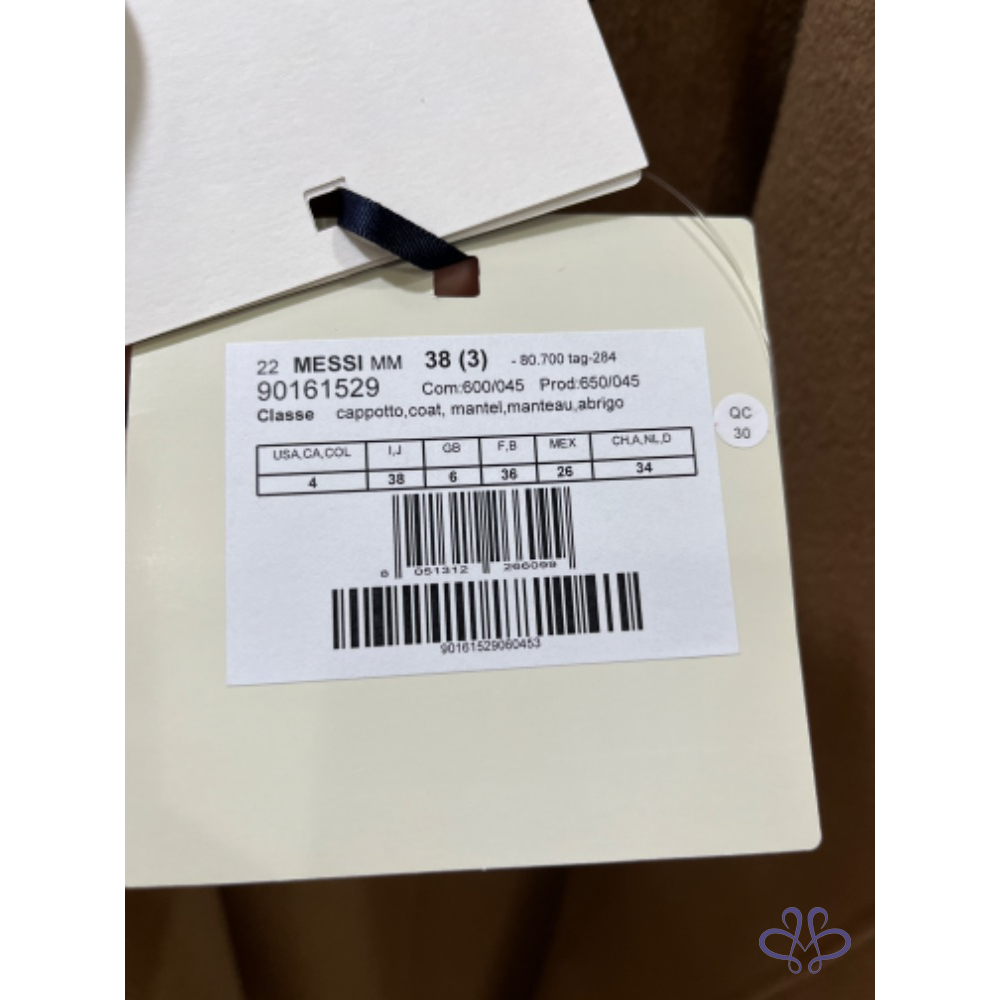 22 MESSI MM 38 (3) - 80.700 tag-284
90161529 Com:600/045 Prod:650/045
Classe cappotto,coat, mantel,manteau,abrigo
USA,CA,COL I,J GB F,B MEX CH,A,NL,D
4 38 6 36 26 34
QC
30
051312
90161529060453